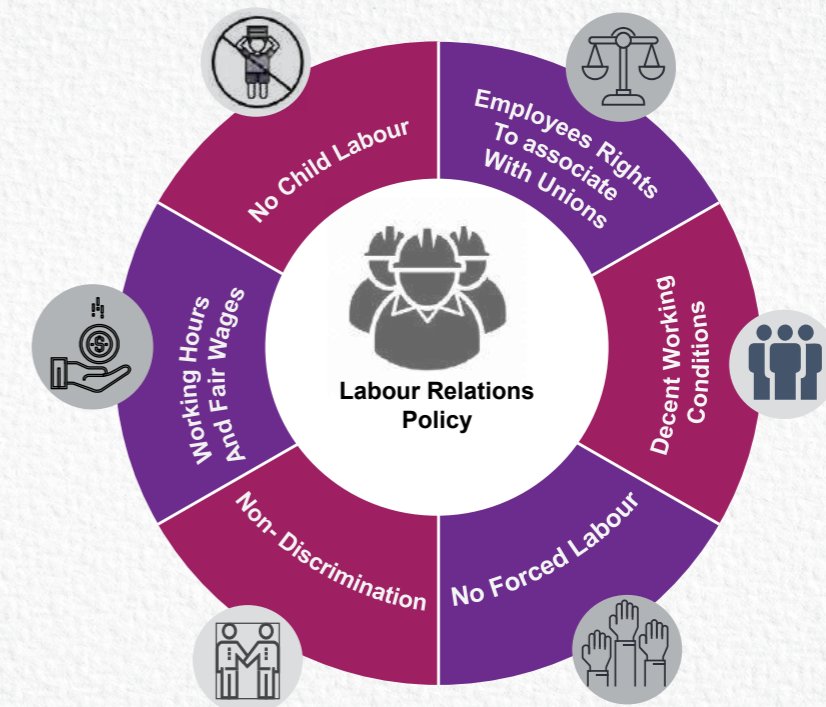 Employees Rights
To associate
With Unions
Decent Working
Conditions
No Forced Labour
Non- Discrimination
Working Hours
And Fair Wages
No Child Labour
Labour Relations
Policy
$